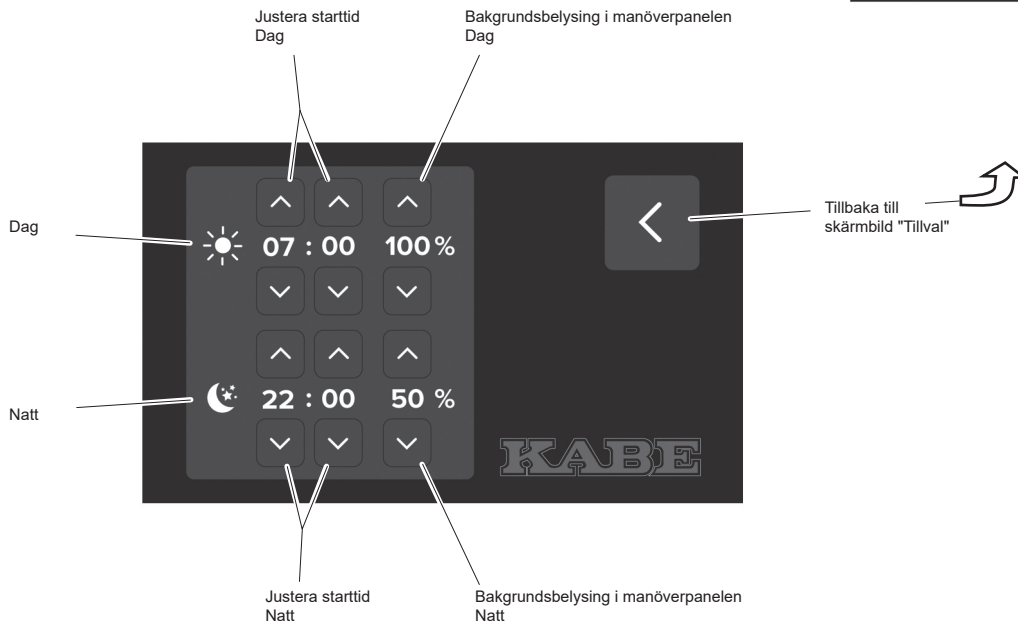 Justera starttid
Dag
Bakgrundsbelysing i manöverpanelen
Dag
Dag
07 : 00 100 %
Tillbaka till
skärmbild "Tillval"
Natt
22 : 00 50 %
KABE
Justera starttid
Natt
Bakgrundsbelysing i manöverpanelen
Natt